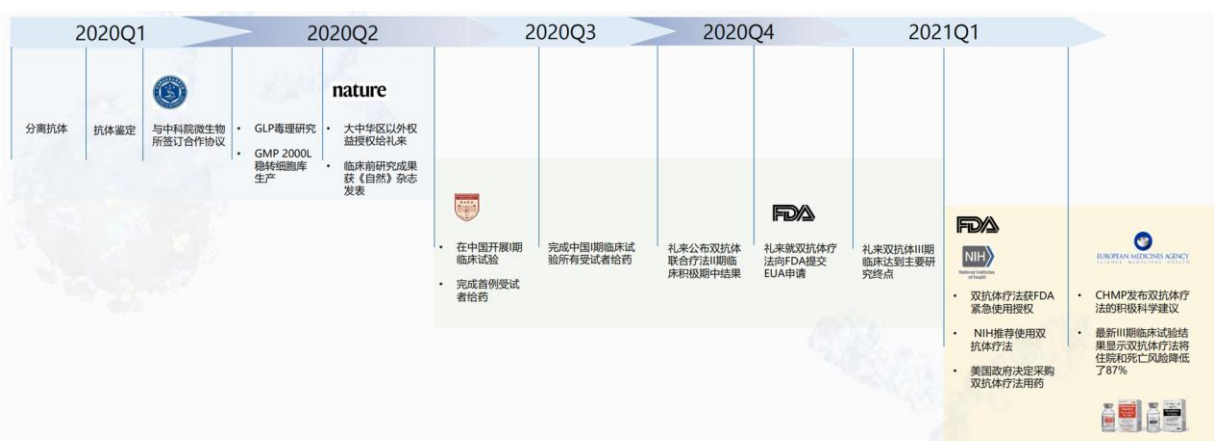 2020Q1
2020Q2
2020Q3
2020Q4
2021Q1
分离抗体
抗体鉴定
与中科院微生物
所签订合作协议
• GLP毒理研究
• GMP 2000L
稳转细胞库
生产
nature
• 大中华区以外权
益授权给礼来
• 临床前研究成果
获《自然》杂志
发表
• 在中国开展I期
临床试验
• 完成首例受试
者给药
完成中国I期临床试
验所有受试者给药
礼来公布双抗体
联合疗法II期临
床积极期中结果
FDA
礼来就双抗体疗
法向FDA提交
EUA申请
礼来双抗体III期
临床达到主要研
究终点
FDA
NIH
National Institutes
of Health
• 双抗体疗法获FDA
紧急使用授权
• NIH推荐使用双
抗体疗法
• 美国政府决定采购
双抗体疗法用药
EUROPEAN MEDICINES AGENCY
SCIENCE MEDICINES HEALTH
• CHMP发布双抗体疗
法的积极科学建议
• 最新III期临床试验结
果显示双抗体疗法将
住院和死亡风险降低
了87%